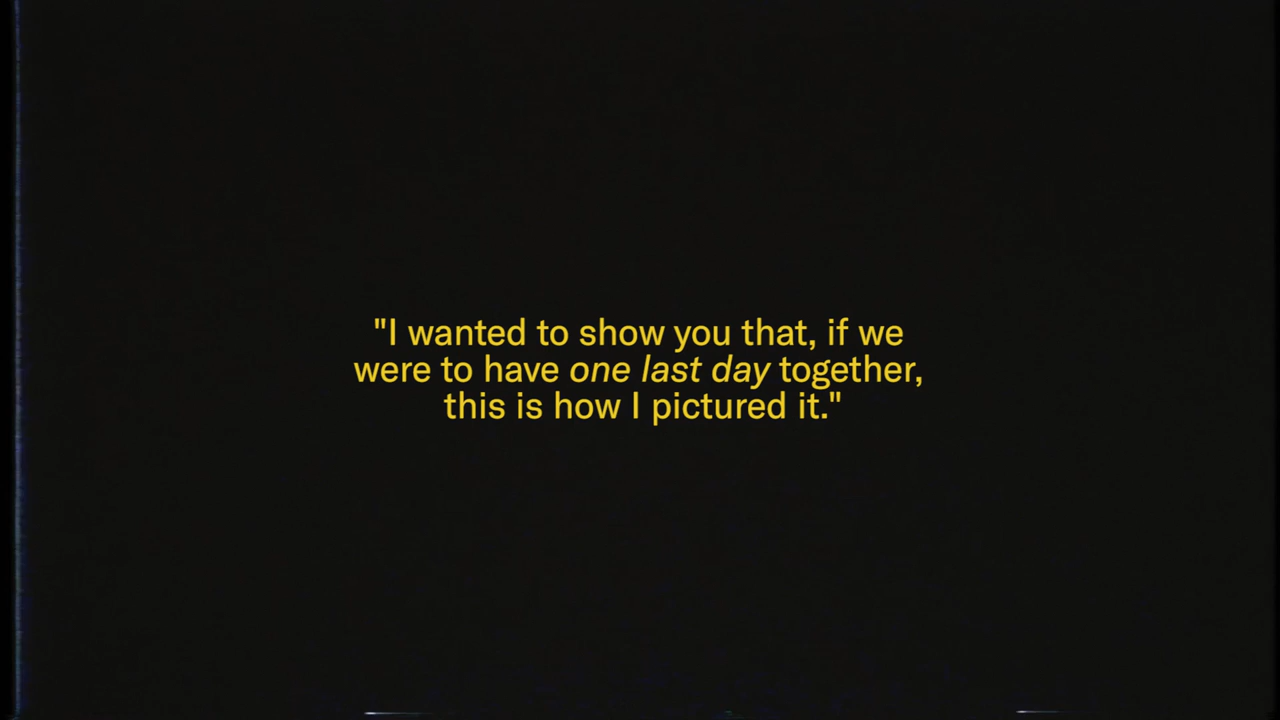 "I wanted to show you that, if we
were to have one last day together,
this is how I pictured it."